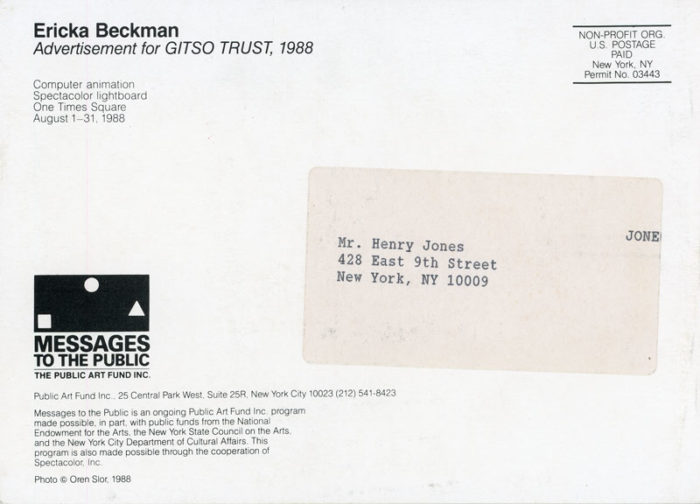 Ericka Beckman
Advertisement for GITSO TRUST, 1988
Computer animation
Spectacolor lightboard
One Times Square
August 1–31, 1988
NON-PROFIT ORG.
U.S. POSTAGE
PAID
New York, NY
Permit No. 03443
JONE
Mr. Henry Jones
428 East 9th Street
New York, NY 10009
MESSAGES
TO THE PUBLIC
THE PUBLIC ART FUND INC.
Public Art Fund Inc., 25 Central Park West, Suite 25R, New York City 10023 (212) 541-8423
Messages to the Public is an ongoing Public Art Fund Inc. program
made possible, in part, with public funds from the National
Endowment for the Arts, the New York State Council on the Arts,
and the New York City Department of Cultural Affairs. This
program is also made possible through the cooperation of
Spectacolor, Inc.
Photo © Oren Slor, 1988